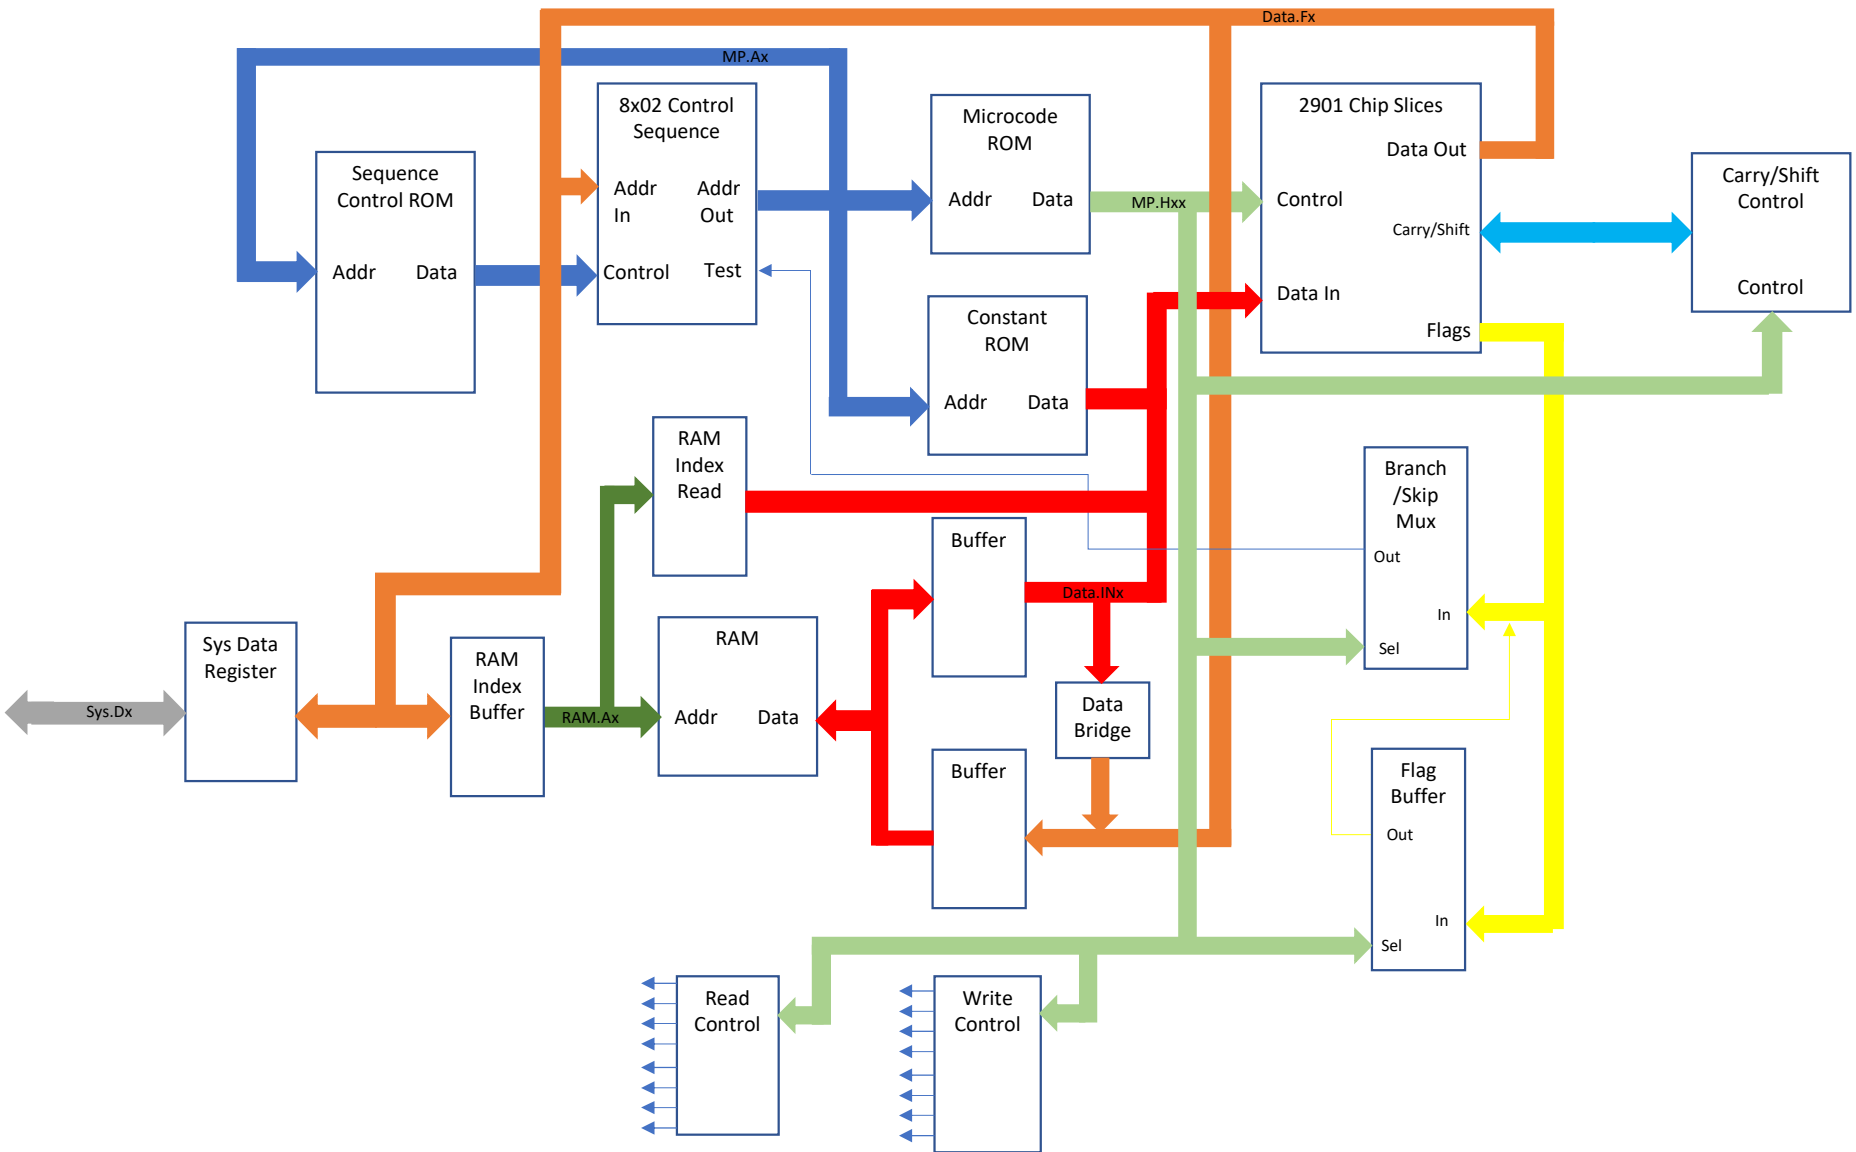 Data.Fx
MP.Ax
8x02 Control
Sequence
Addr
In
Addr
Out
Control
Test
Microcode
ROM
Addr
Data
MP.Hxx
2901 Chip Slices
Data Out
Control
Carry/Shift
Data In
Flags
Carry/Shift
Control
Control
Sequence
Control ROM
Addr
Data
Constant
ROM
Addr
Data
RAM
Index
Read
Branch
/Skip
Mux
Out
In
Sel
Buffer
Data.INx
Sys Data
Register
Sys.Dx
RAM
Index
Buffer
RAM.Ax
RAM
Addr
Data
Data
Bridge
Buffer
Flag
Buffer
Out
In
Sel
Read
Control
Write
Control